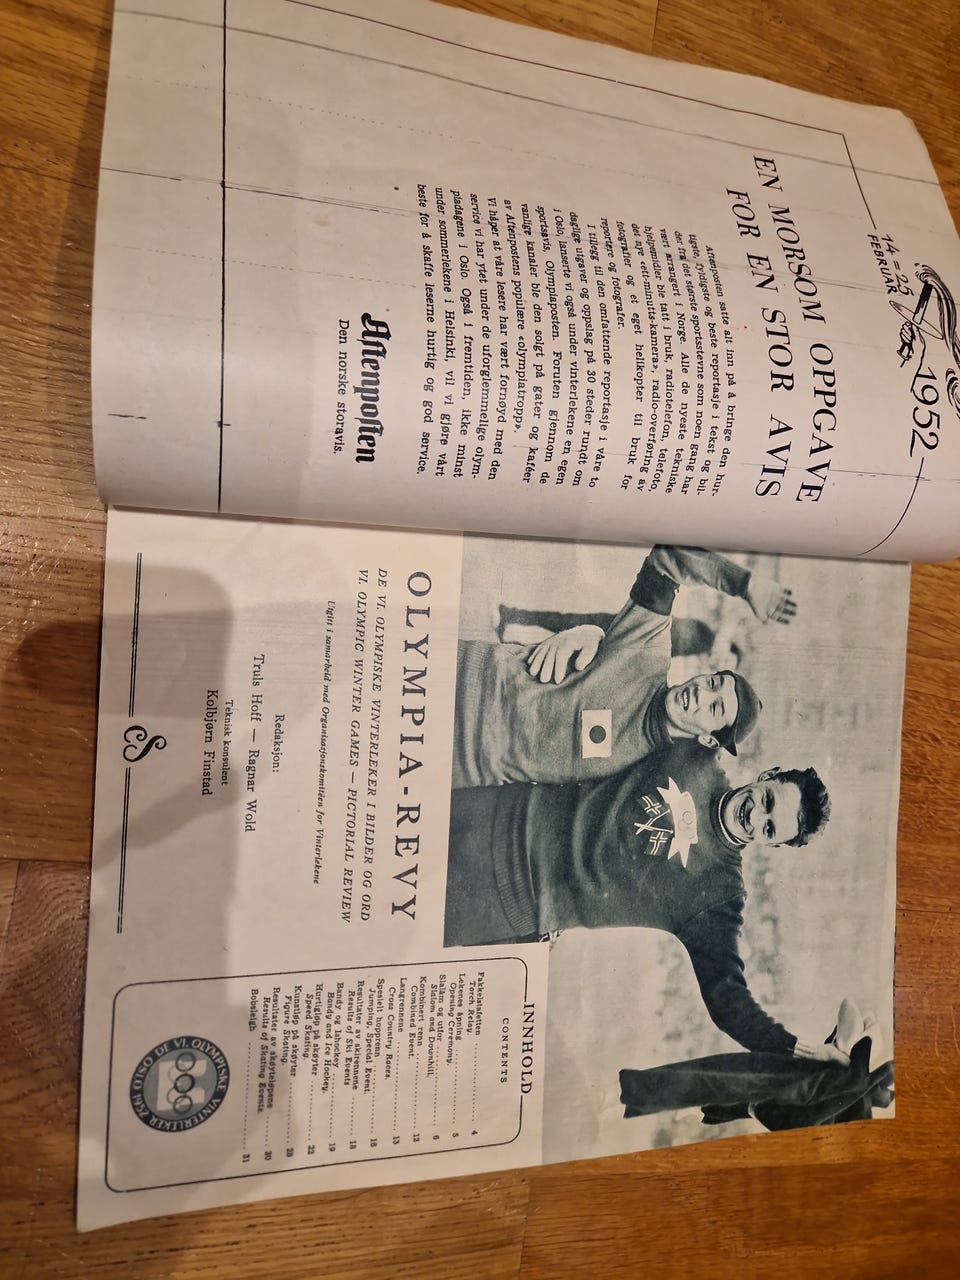 14=25
FEBRUAR
1952
EN MORSOM OPPGAVE
FOR EN STOR AVIS
Aftenposten satte alt inn på å bringe den hur-
tigste, fyldigste og beste reportasje i tekst og bil-
der fra det største sportsstevne som noen gang har
vært arrangert i Norge. Alle de nyeste tekniske
hjelpemidler ble tatt i bruk, radiotelefon, telefoto,
det nye «ett-minutts-kamera», radio-overføring av
fotografier og et eget helikopter til bruk for
reportere og fotografer.
I tillegg til den omfattende reportasje i våre to
daglige utgaver og oppslag på 30 steder rundt om
i Oslo, lanserte vi også under vinterlekene en egen
sportsavis, Olympiaposten. Foruten gjennom de
vanlige kanaler ble den solgt på gater og kaféer
av Aftenpostens populære «olympiatropp».
Vi håper at våre lesere har vært fornøyd med den
service vi har ytet under de uforglemmelige olym-
piadagene i Oslo. Også i fremtiden, ikke minst
under sommerlekene i Helsinki, vil vi gjøre vårt
beste for å skaffe leserne hurtig og god service.
Aftenposten
Den norske storavis.
OLYMPIA-REVY
DE VI. OLYMPISKE VINTERLEKER I BILDER OG ORD
VI. OLYMPIC WINTER GAMES — PICTORIAL REVIEW
Utgitt i samarbeid med Organisasjonskomitéen for Vinterlekene
Redaksjon:
Truls Hoff — Ragnar Wold
Teknisk konsulent
Kolbjørn Finstad
INNHOLD
CONTENTS
Fakkelstafetten
Torch Relay. .......... 4
Lekenes åpning
Opening Ceremony. .......... 5
Slalåm og utfor
Slalom and Downhill. .......... 6
Kombinert renn
Combined Event. .......... 12
Langrennene
Cross Country Races. .......... 13
Spesielt hopprenn
Jumping, Special Event. .......... 16
Resultater av skirennene
Results of Ski Events .......... 18
Bandy og Ishockey
Bandy and Ice Hockey. .......... 19
Hurtigløp på skøyter
Speed Skating. .......... 22
Kunstløp på skøyter
Figure Skating. .......... 28
Resultater av skøyteløpene
Results of Skating Events. .......... 30
Bobsleigh .......... 31
DE VI. OLYMPISKE VINTERLEKER OSLO 1952